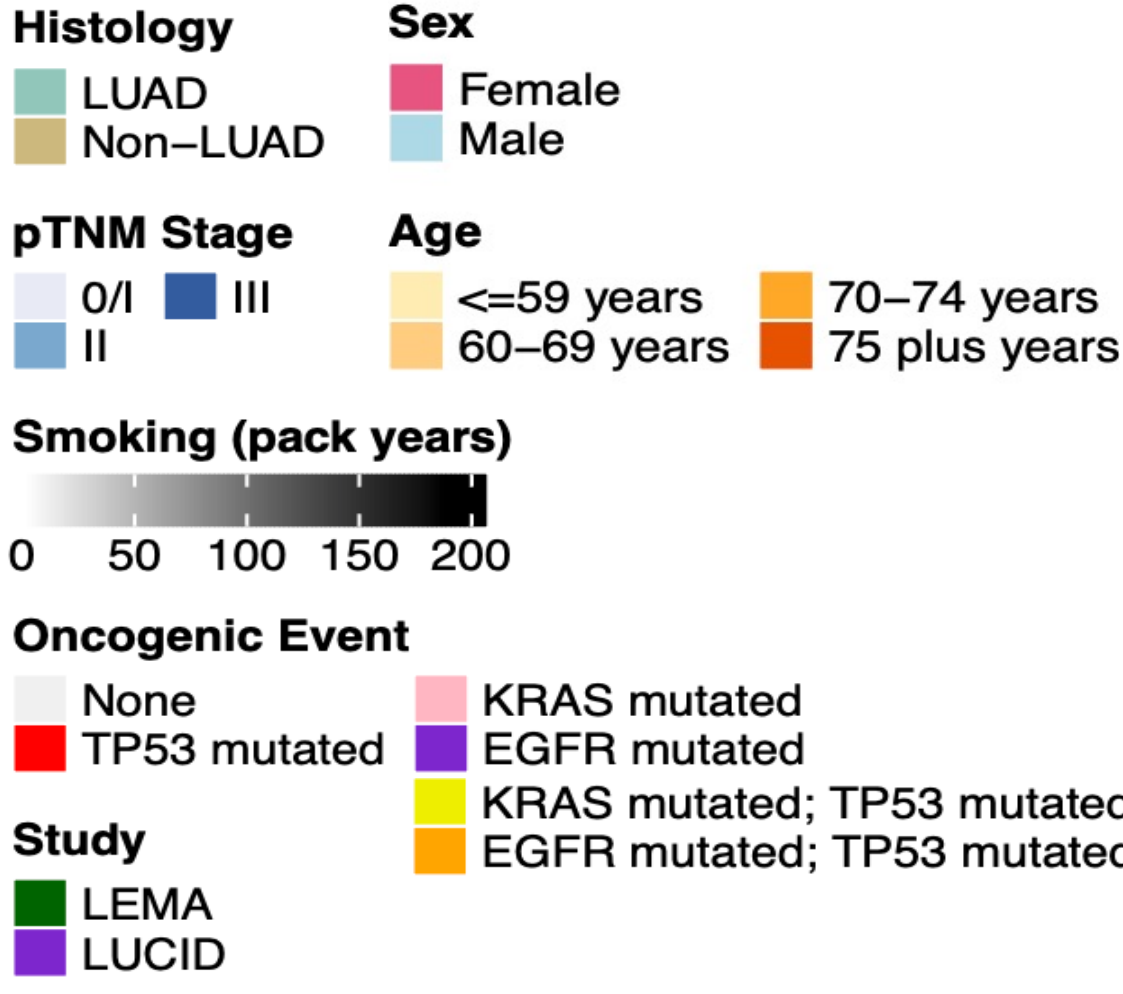 Histology
LUAD
Non–LUAD
Sex
Female
Male
pTNM Stage
0/I
III
II
Age
<=59 years
70–74 years
60–69 years
75 plus years
Smoking (pack years)
0 50 100 150 200
Oncogenic Event
None
TP53 mutated
KRAS mutated
EGFR mutated
KRAS mutated; TP53 mutated
EGFR mutated; TP53 mutated
Study
LEMA
LUCID